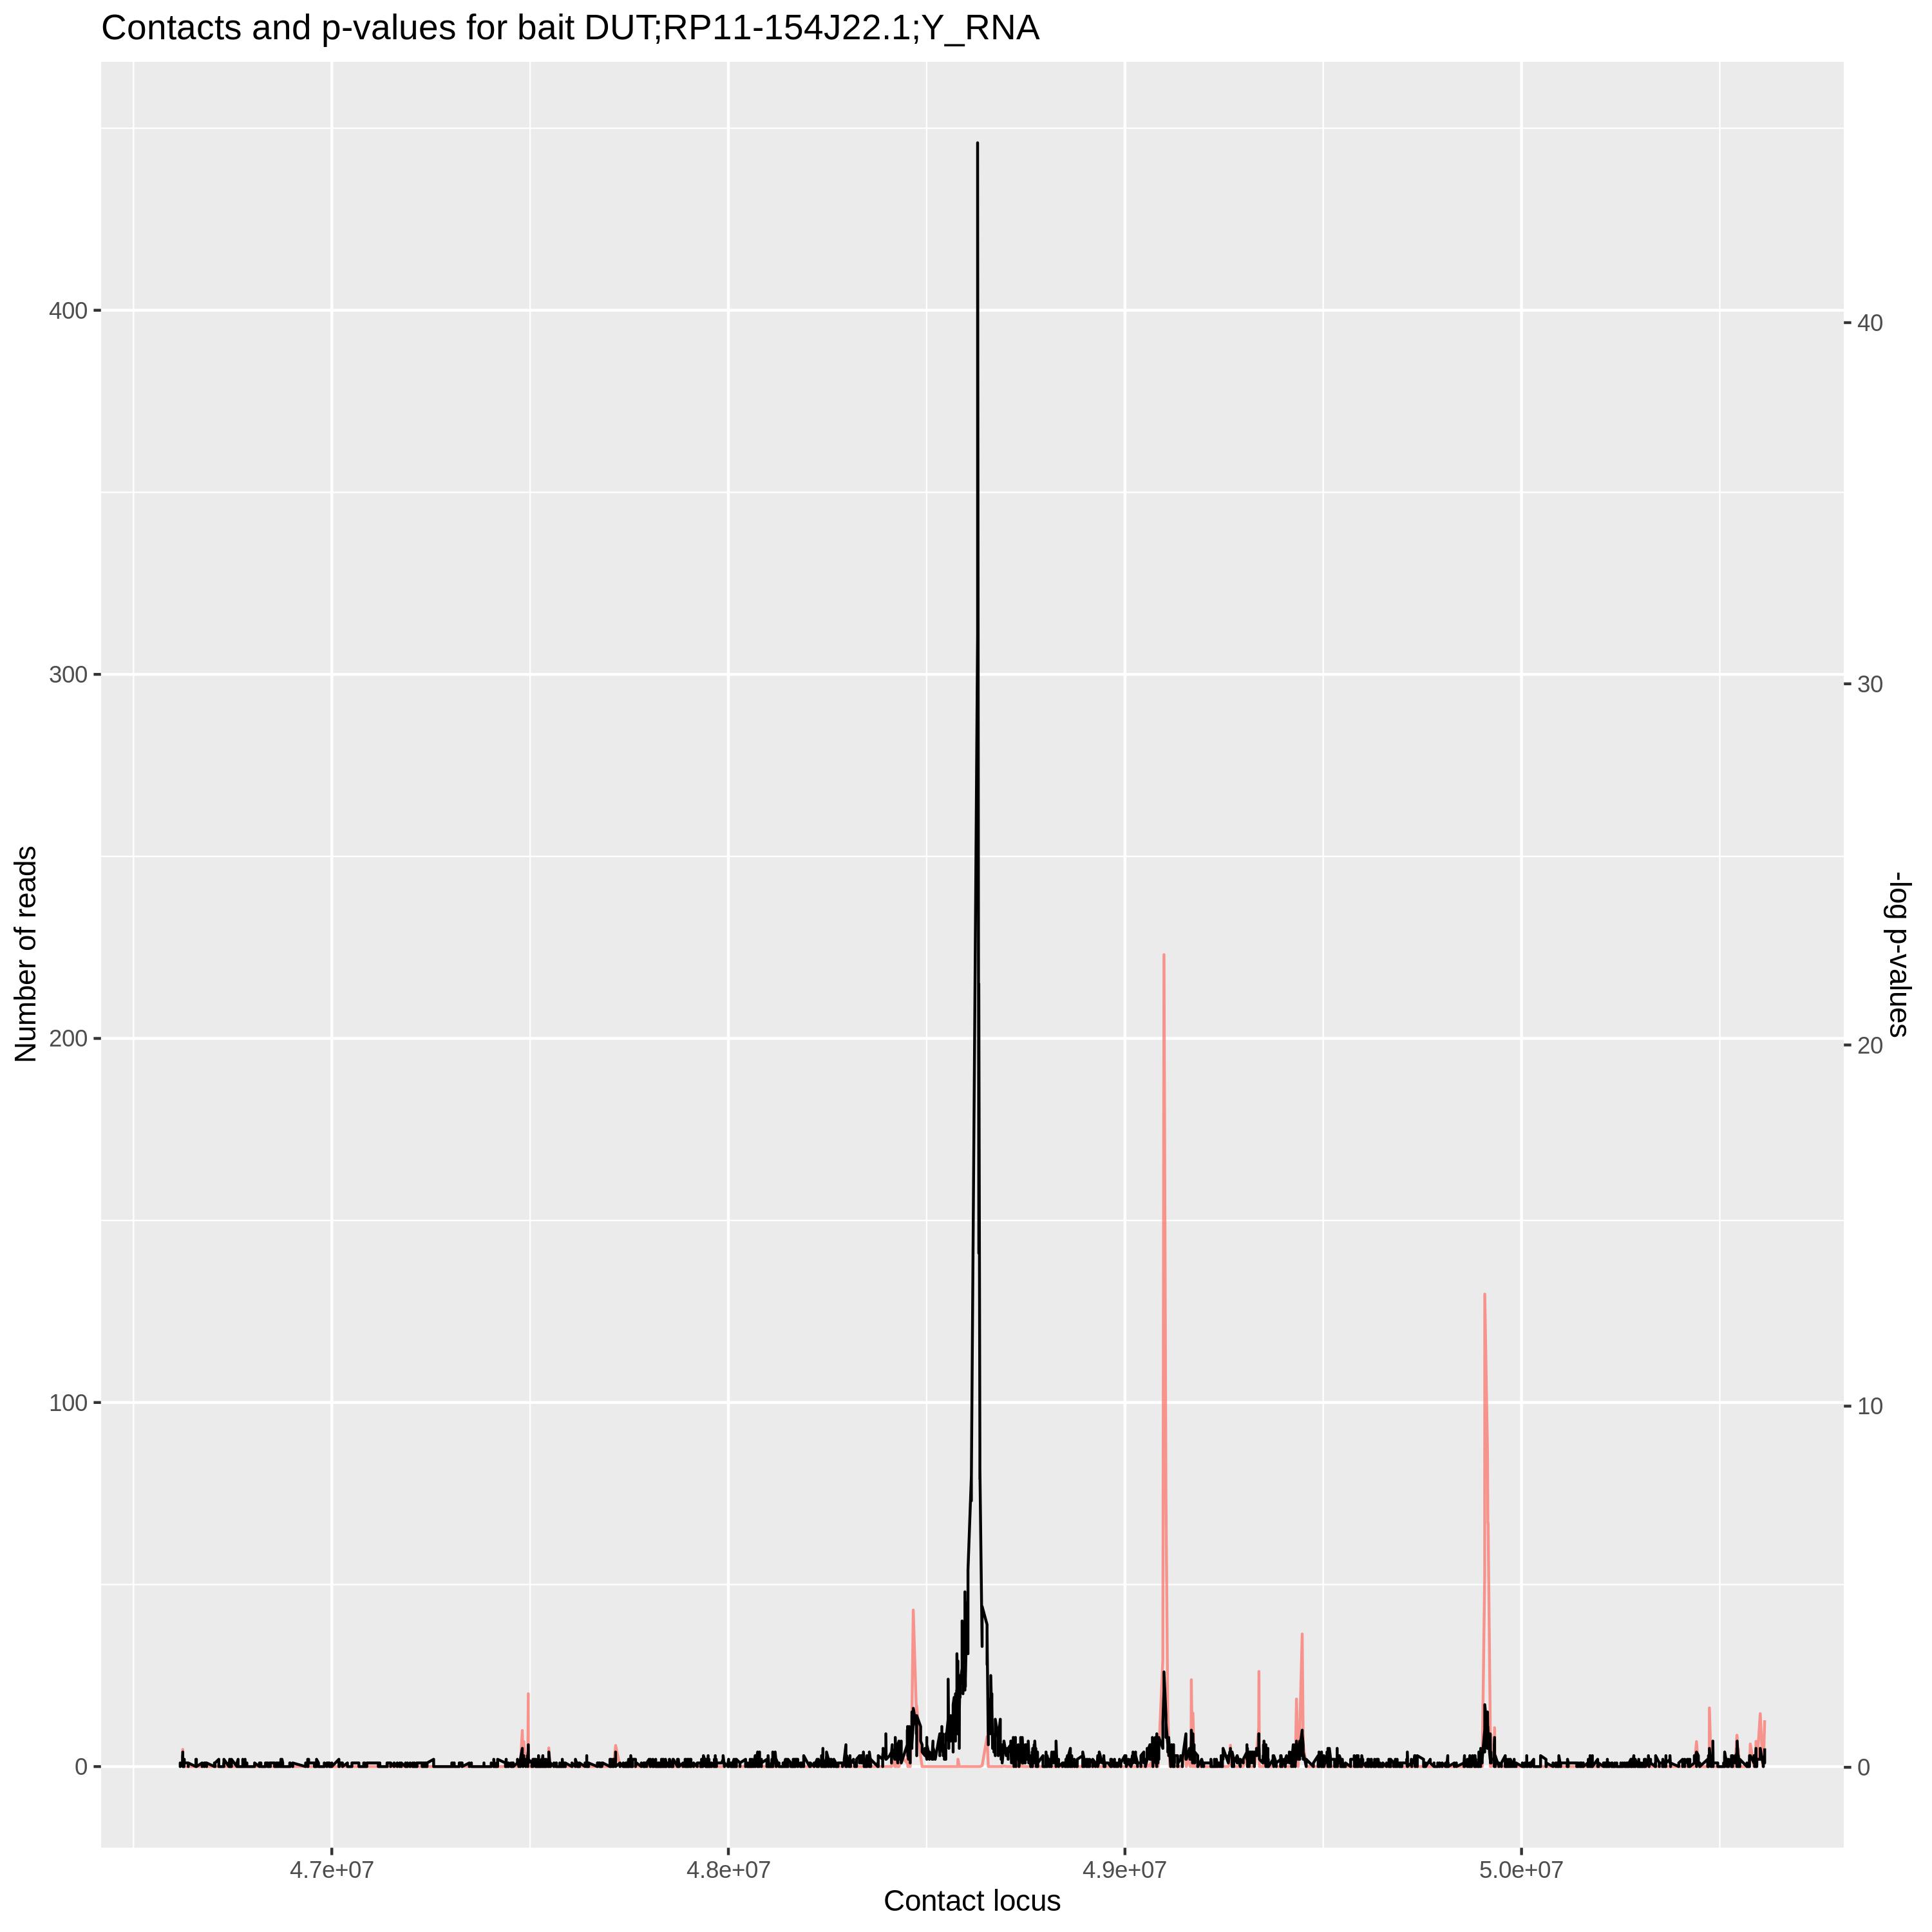 Contacts and p-values for bait DUT;RP11-154J22.1;Y_RNA
Number of reads
400
300
200
100
0
40
30
20
10
0
-log p-values
4.7e+07
4.8e+07
4.9e+07
5.0e+07
Contact locus